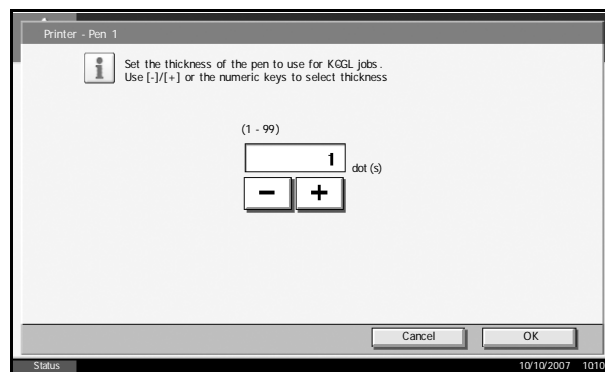 Printer - Pen 1
Set the thickness of the pen to use for KCGL jobs.
Use [-]/[+] or the numeric keys to select thickness
(1 - 99)
1
dot(s)
− +
Cancel OK
Status 10/10/2007 1010